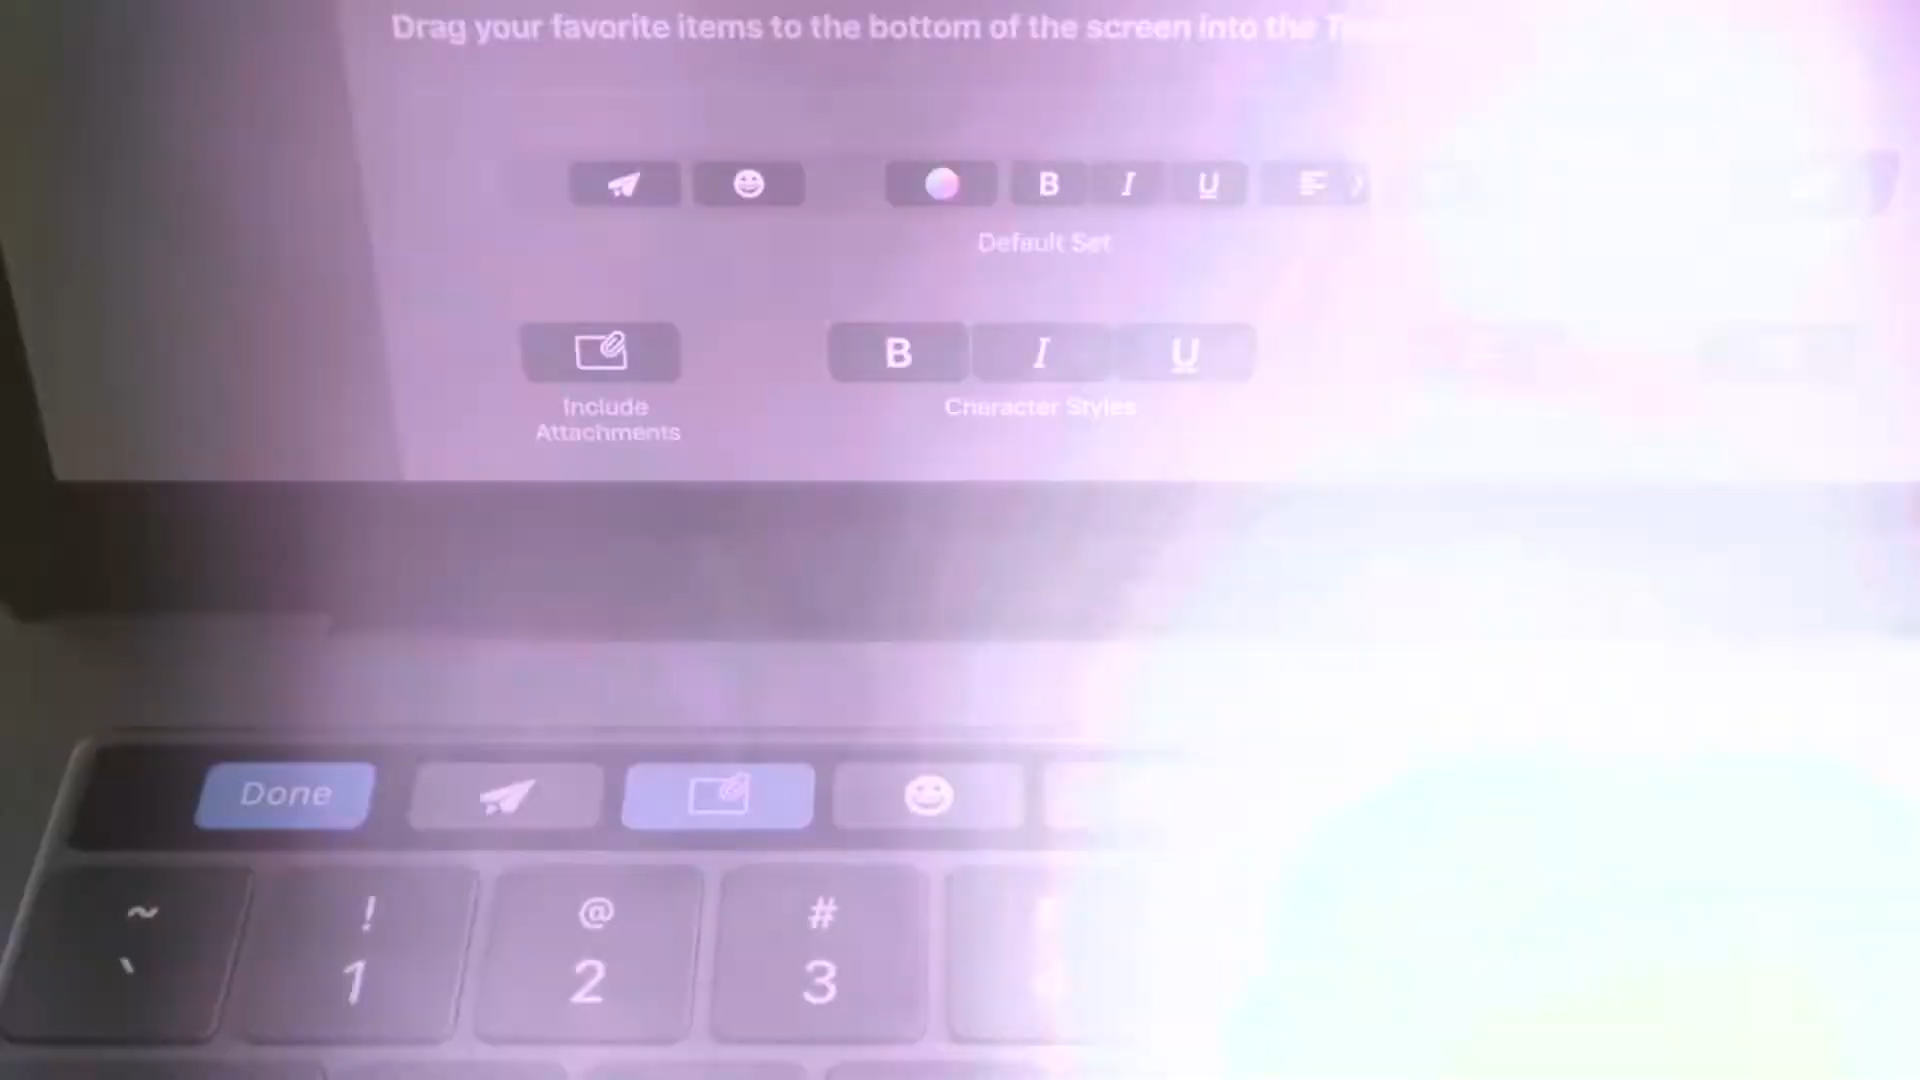 Drag your favorite items to the bottom of the screen into the
B I U
Default Set
B I U
Include
Attachments
Character Styles
Done
~ ! @ #
` 1 2 3